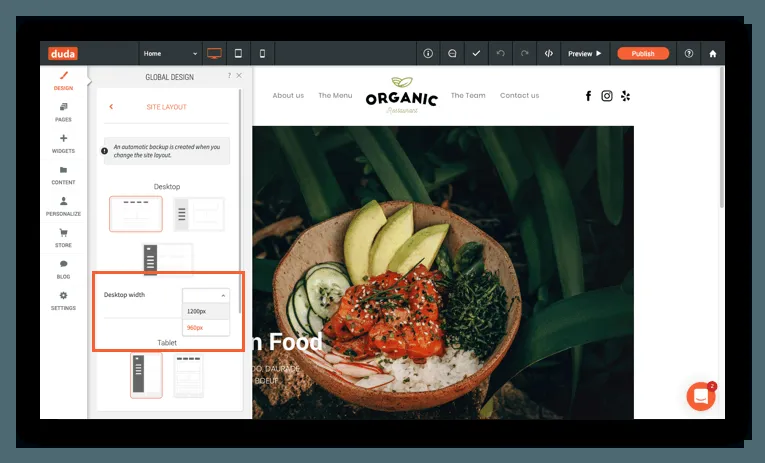 duda
Home
Preview
Publish
DESIGN
PAGES
WIDGETS
CONTENT
PERSONALIZE
STORE
BLOG
SETTINGS
GLOBAL DESIGN
?
SITE LAYOUT
An automatic backup is created when you
change the site layout.
Desktop
Desktop width
1200px
960px
Tablet
About us
The Menu
ORGANIC
Restaurant
The Team
Contact us
n Food
DO, DAURADE,
BOEUF
2